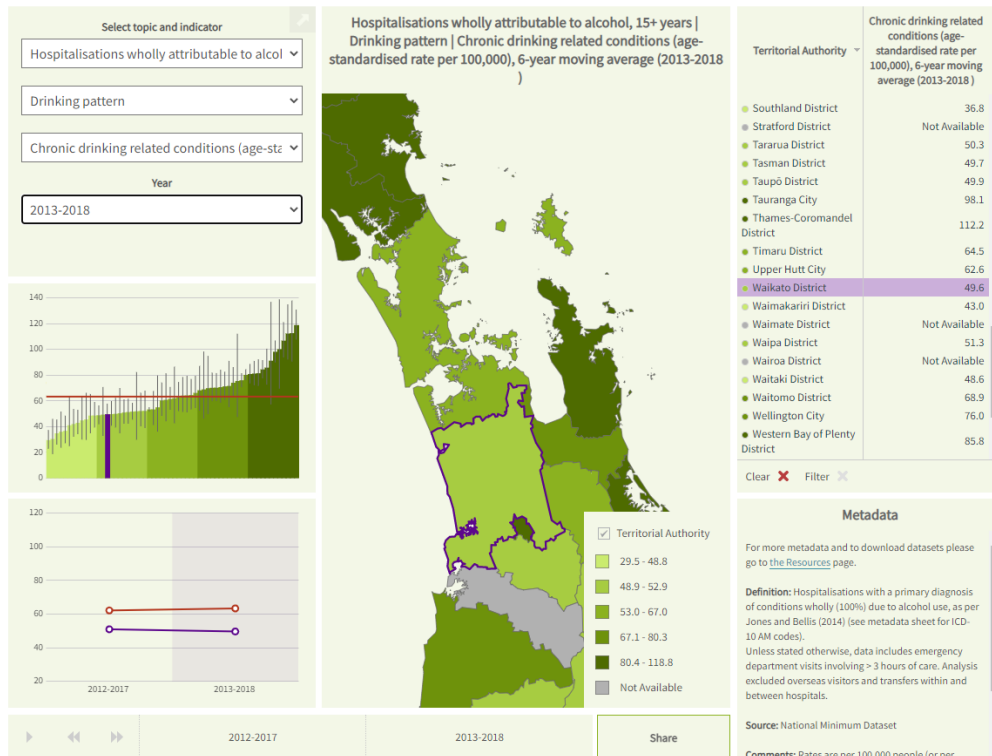 Select topic and indicator
Hospitalisations wholly attributable to alcol
Drinking pattern
Chronic drinking related conditions (age-sta
Year
2013-2018
140
120
100
80
60
40
20
0
120
100
80
60
40
20
2012-2017
2013-2018
Hospitalisations wholly attributable to alcohol, 15+ years |
Drinking pattern | Chronic drinking related conditions (age-
standardised rate per 100,000), 6-year moving average (2013-2018
)
Territorial Authority
29.5 - 48.8
48.9 - 52.9
53.0 - 67.0
67.1 - 80.3
80.4 - 118.8
Not Available
Territorial Authority
Chronic drinking related
conditions (age-
standardised rate per
100,000), 6-year moving
average (2013-2018
)
Southland District 36.8
Stratford District Not Available
Tararua District 50.3
Tasman District 49.7
Taupō District 49.9
Tauranga City 98.1
Thames-Coromandel
District 112.2
Timaru District 64.5
Upper Hutt City 62.6
Waikato District 49.6
Waimakariri District 43.0
Waimate District Not Available
Waipa District 51.3
Wairoa District Not Available
Waitaki District 48.6
Waitomo District 68.9
Wellington City 76.0
Western Bay of Plenty
District 85.8
Clear Filter
Metadata
For more metadata and to download datasets please
go to the Resources page.
Definition: Hospitalisations with a primary diagnosis
of conditions wholly (100%) due to alcohol use, as per
Jones and Bellis (2014) (see metadata sheet for ICD-
10 AM codes).
Unless stated otherwise, data includes emergency
department visits involving > 3 hours of care. Analysis
excluded overseas visitors and transfers within and
between hospitals.
Source: National Minimum Dataset
Comments: Rates are per 100,000 people (or per
2012-2017
2013-2018
Share